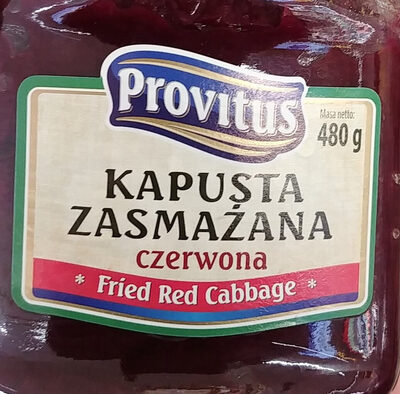 Provitus
Masa netto:
480 g
KAPUSTA
ZASMAŻANA
czerwona
* Fried Red Cabbage *